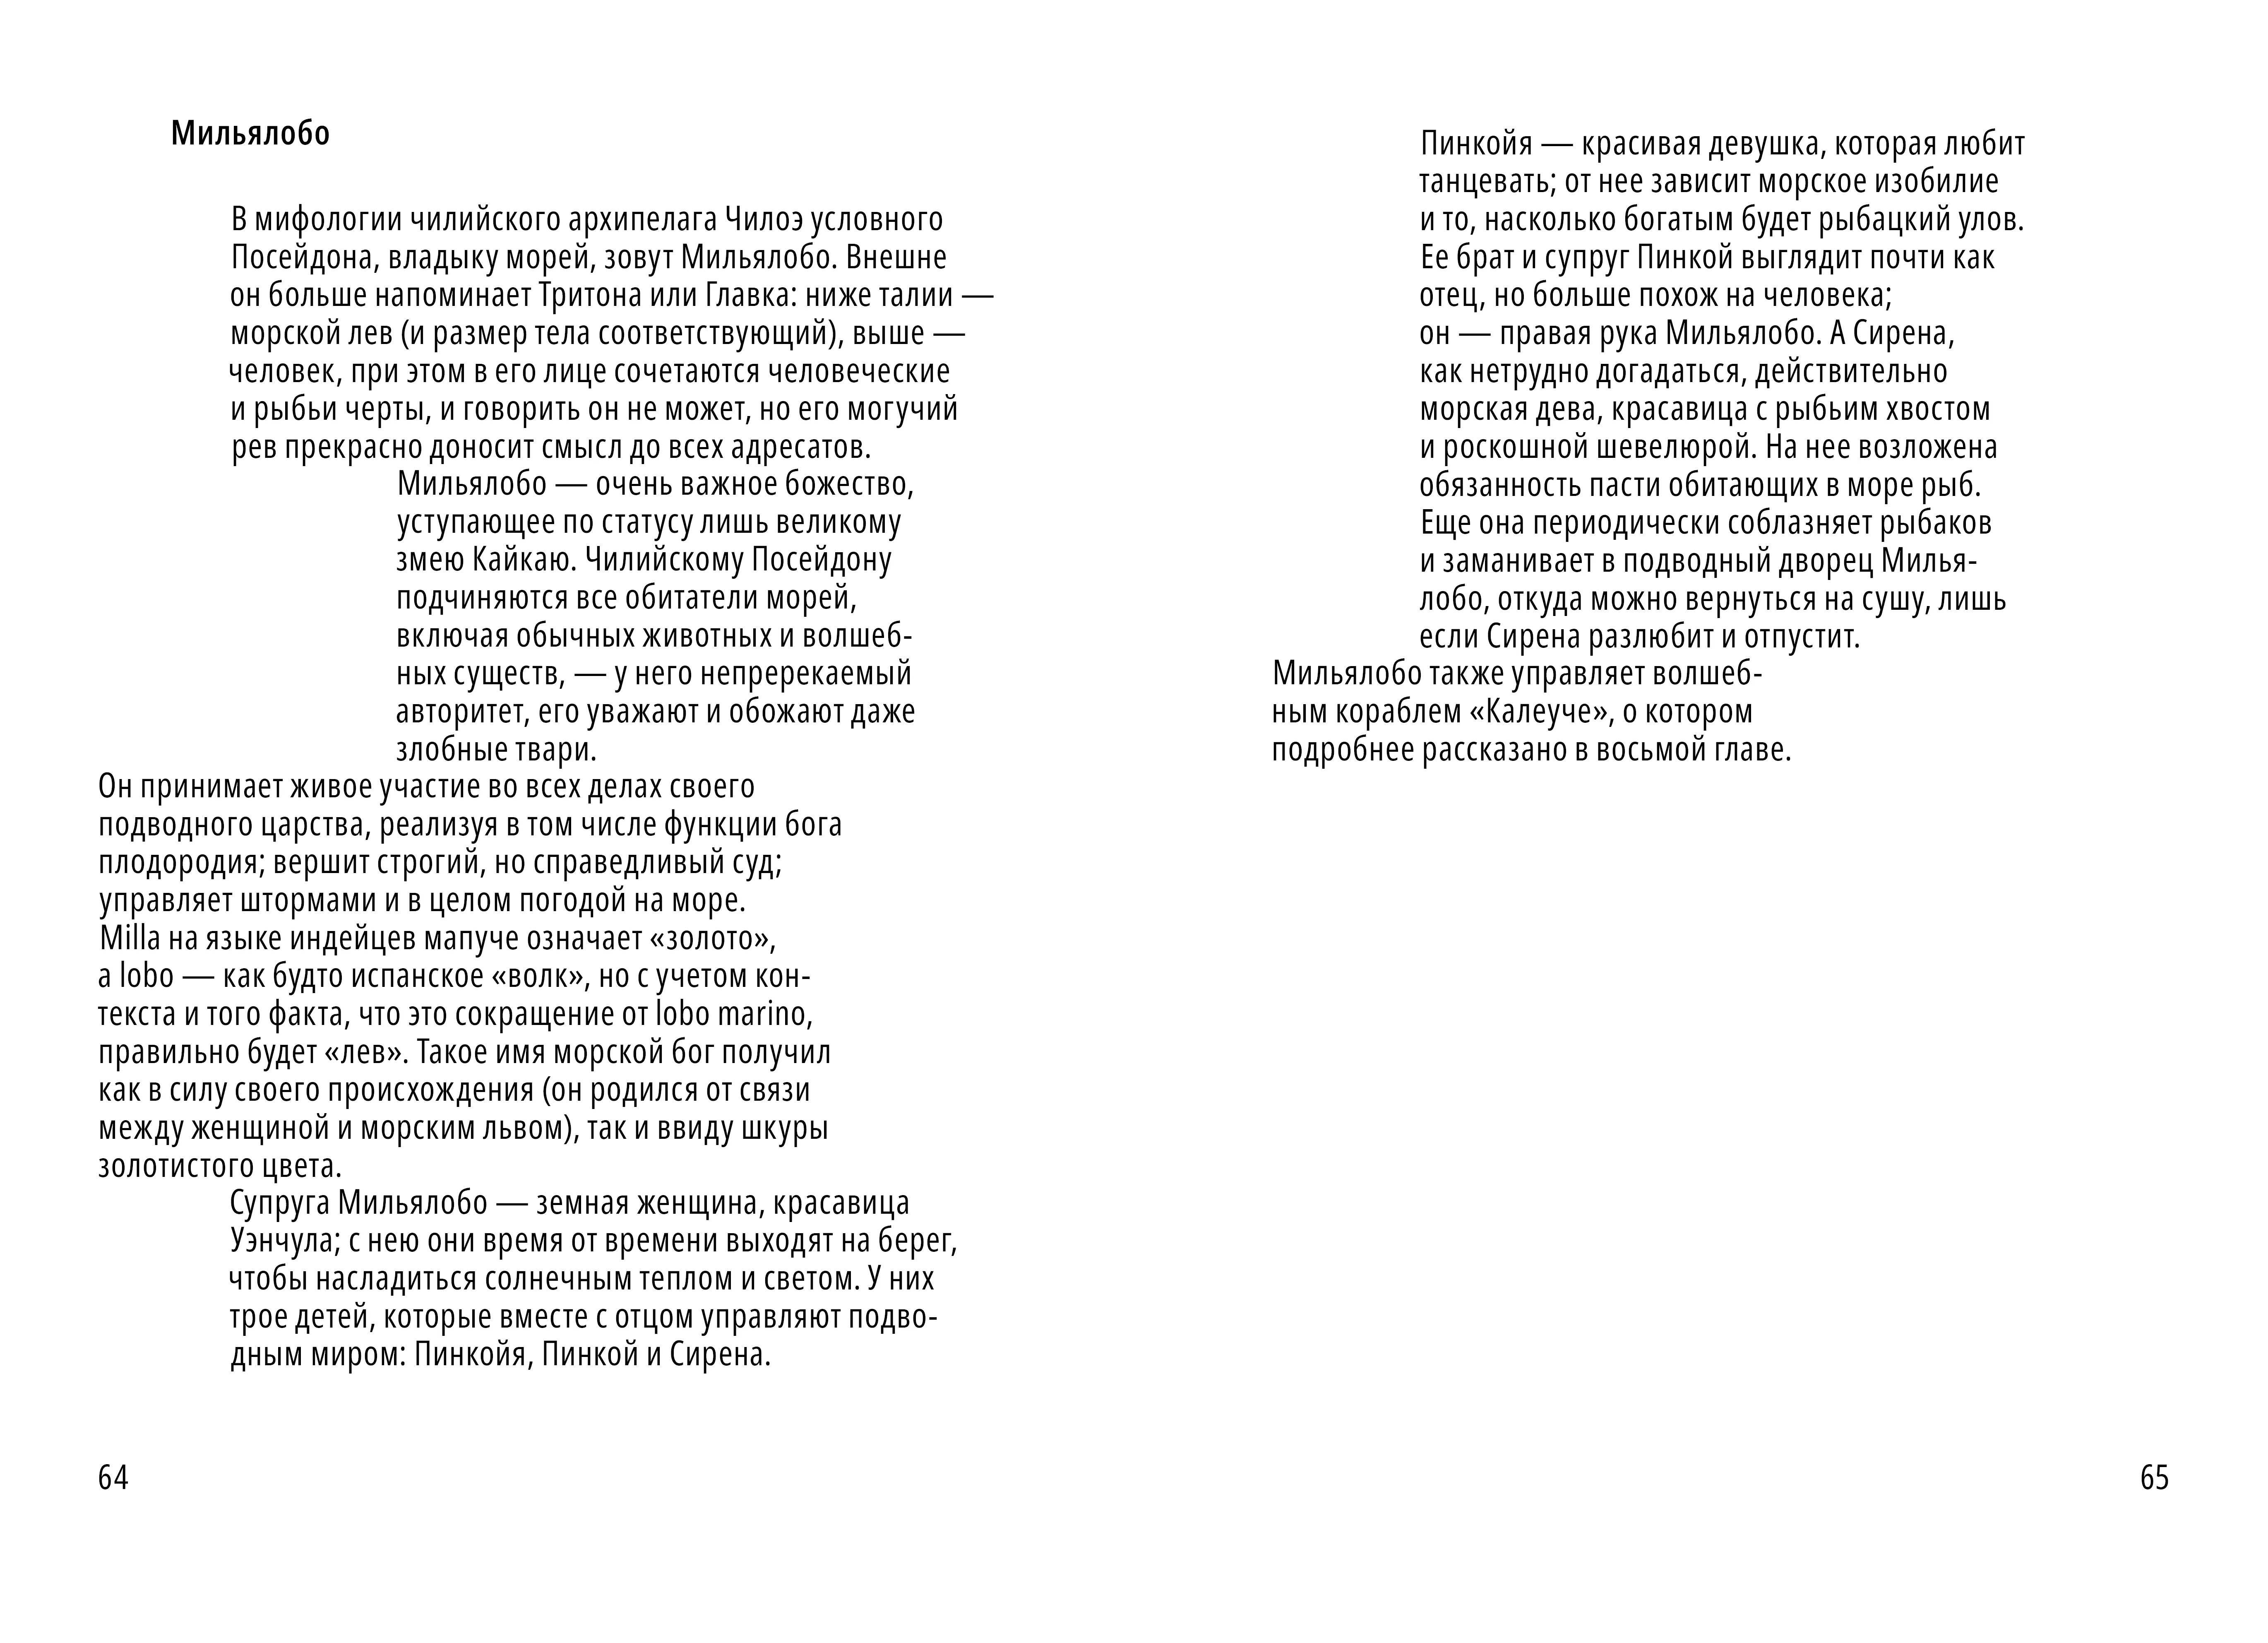 Мильялобо
В мифологии чилийского архипелага Чилоэ условного
Посейдона, владыку морей, зовут Мильялобо. Внешне
он больше напоминает Тритона или Главка: ниже талии —
морской лев (и размер тела соответствующий), выше —
человек, при этом в его лице сочетаются человеческие
и рыбьи черты, и говорить он не может, но его могучий
рев прекрасно доносит смысл до всех адресатов.
Мильялобо — очень важное божество,
уступающее по статусу лишь великому
змею Кайкаю. Чилийскому Посейдону
подчиняются все обитатели морей,
включая обычных животных и волшеб-
ных существ, — у него непререкаемый
авторитет, его уважают и обожают даже
злобные твари.
Он принимает живое участие во всех делах своего
подводного царства, реализуя в том числе функции бога
плодородия; вершит строгий, но справедливый суд;
управляет штормами и в целом погодой на море.
Milla на языке индейцев мапуче означает «золото»,
а lobo — как будто испанское «волк», но с учетом кон-
текста и того факта, что это сокращение от lobo marino,
правильно будет «лев». Такое имя морской бог получил
как в силу своего происхождения (он родился от связи
между женщиной и морским львом), так и ввиду шкуры
золотистого цвета.
Супруга Мильялобо — земная женщина, красавица
Уэнчула; с нею они время от времени выходят на берег,
чтобы насладиться солнечным теплом и светом. У них
трое детей, которые вместе с отцом управляют подво-
дным миром: Пинкойя, Пинкой и Сирена.
64
Пинкойя — красивая девушка, которая любит
танцевать; от нее зависит морское изобилие
и то, насколько богатым будет рыбацкий улов.
Ее брат и супруг Пинкой выглядит почти как
отец, но больше похож на человека;
он — правая рука Мильялобо. А Сирена,
как нетрудно догадаться, действительно
морская дева, красавица с рыбьим хвостом
и роскошной шевелюрой. На нее возложена
обязанность пасти обитающих в море рыб.
Еще она периодически соблазняет рыбаков
и заманивает в подводный дворец Милья-
лобо, откуда можно вернуться на сушу, лишь
если Сирена разлюбит и отпустит.
Мильялобо также управляет волшеб-
ным кораблем «Калеуче», о котором
подробнее рассказано в восьмой главе.
65